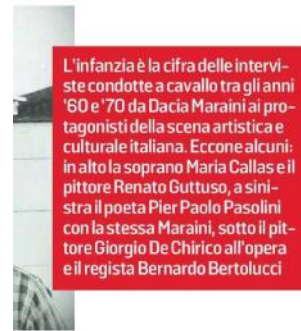 L'infanzia è la cifra delle intervi-
ste condotte a cavallo tra gli anni
'60 e '70 da Dacia Maraini ai pro-
tagonisti della scena artistica e
culturale italiana. Eccone alcuni:
in alto la soprano Maria Callas e il
pittore Renato Guttuso, a sini-
stra il poeta Pier Paolo Pasolini
con la stessa Maraini, sotto il pit-
tore Giorgio De Chirico all'opera
e il regista Bernardo Bertolucci